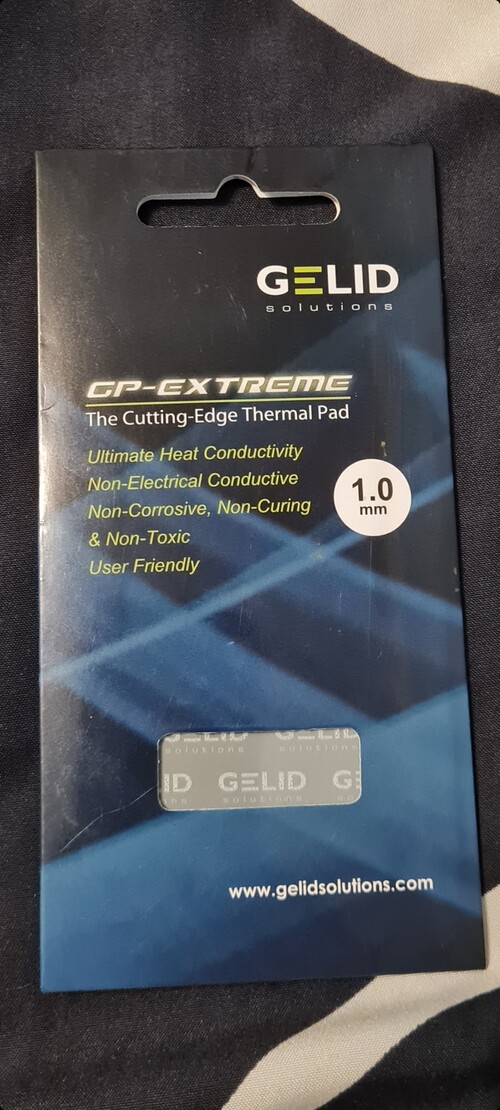 GELID
solutions
GP-EXTREME
The Cutting-Edge Thermal Pad
Ultimate Heat Conductivity
Non-Electrical Conductive
Non-Corrosive, Non-Curing
& Non-Toxic
User Friendly
1.0
mm
GELID
solutions
www.gelidsolutions.com